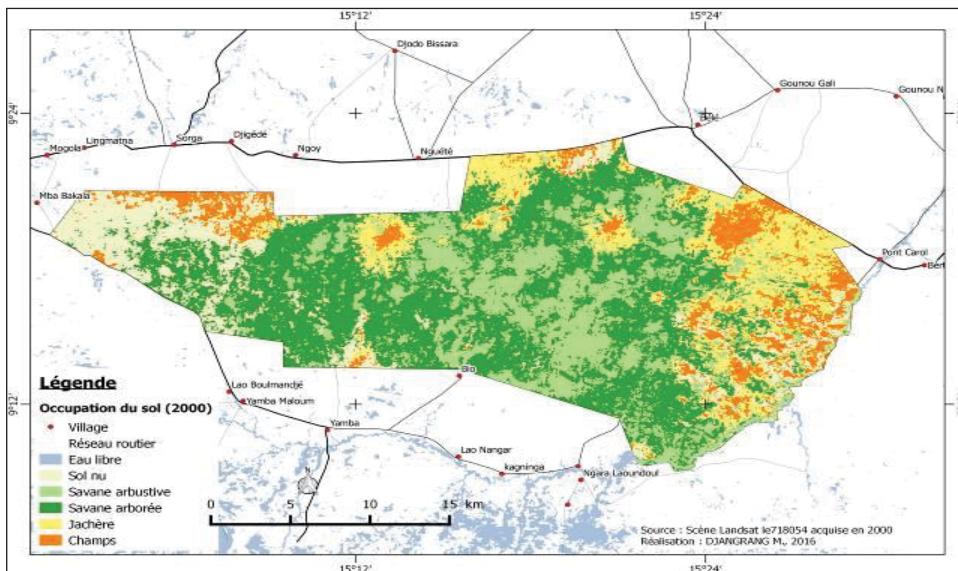 15°12'
15°24'
Djodo Bissara
Gounou Gali
Gounou N
9°24'
Djigédé
Sorga
Lingmatna
Mogola
Ngoy
Nguété
Mba Bakala
Pont Carol
Légende
Occupation du sol (2000)
Village
Réseau routier
Eau libre
Sol nu
Savane arbustive
Savane arborée
Jachère
Champs
Bio
Lao Boulmandjé
Yamba Maloum
9°12'
9°12'
Yamba
Lao Nangar
kagninga
Ngara Laoundoul
N
0 5 10 15 km
Source : Scène Landsat le718054 acquise en 2000
Réalisation : DJANGRANG M., 2016
15°12'
15°24'